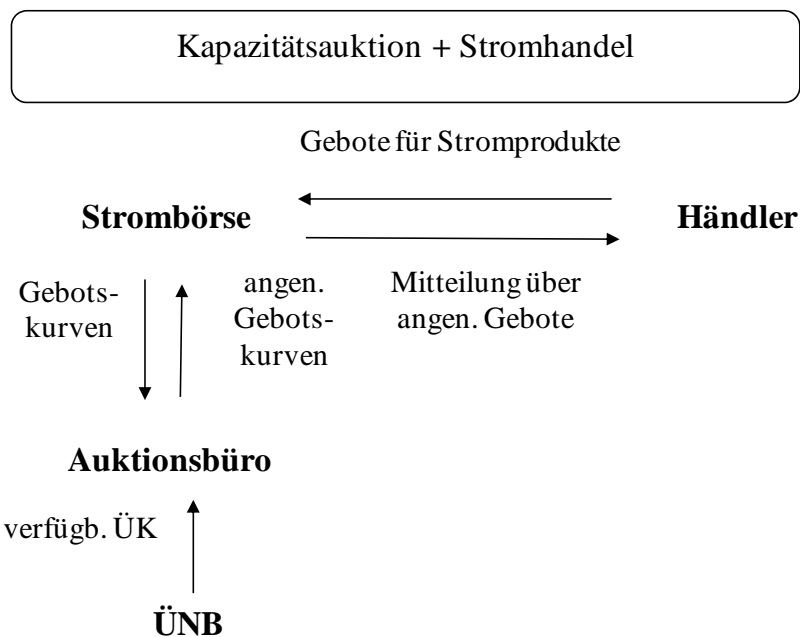 Kapazitätsauktion + Stromhandel
Gebote für Stromprodukte
Strombörse
Händler
Gebots-
kurven
angen.
Gebots-
kurven
Mitteilung über
angen. Gebote
Auktionsbüro
verfügb. ÜK
ÜNB